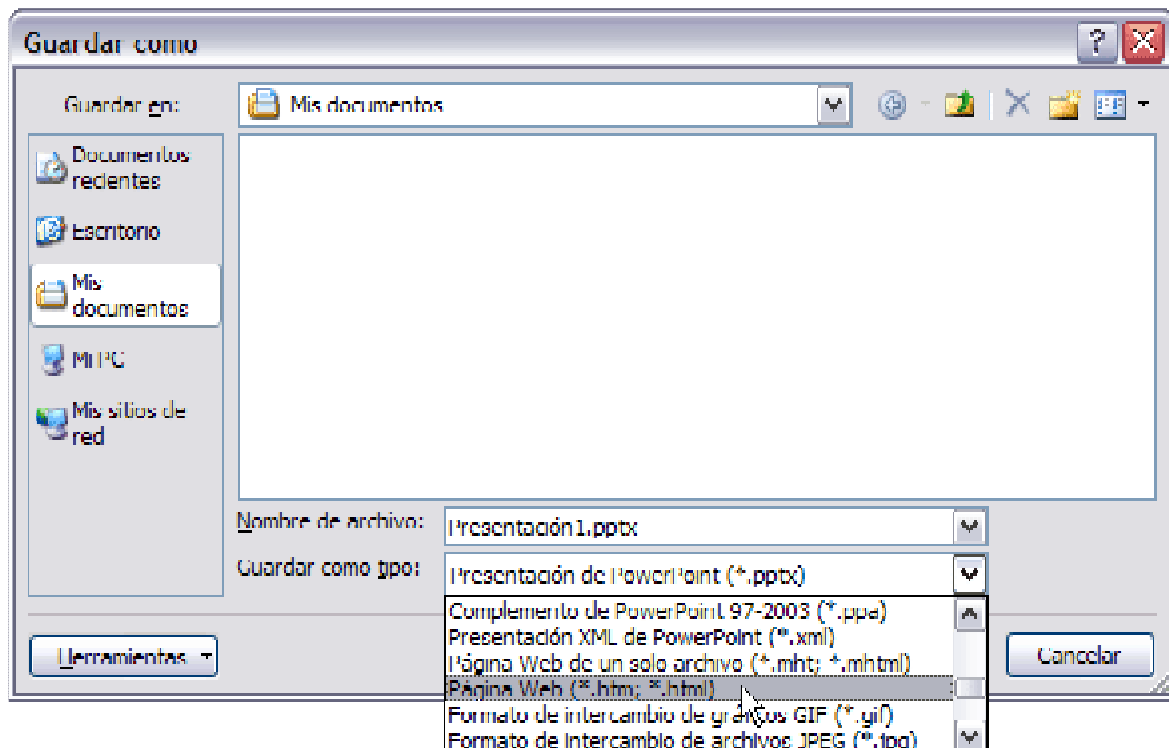 Guardar como
Guardar en:
Mis documentos
Documentos
recientes
Escritorio
Mis
documentos
Mi PC
Mis sitios de
red
Nombre de archivo:
Presentación1.pptx
Guardar como tipo:
Presentación de PowerPoint (*.pptx)
Complemento de PowerPoint 97-2003 (*.ppa)
Presentación XML de PowerPoint (*.xml)
Página Web de un solo archivo (*.mht; *.mhtml)
Página Web (*.htm; *.html)
Formato de intercambio de gráficos GIF (*.gif)
Formato de intercambio de archivos JPEG (*.jpg)
Herramientas
Cancelar